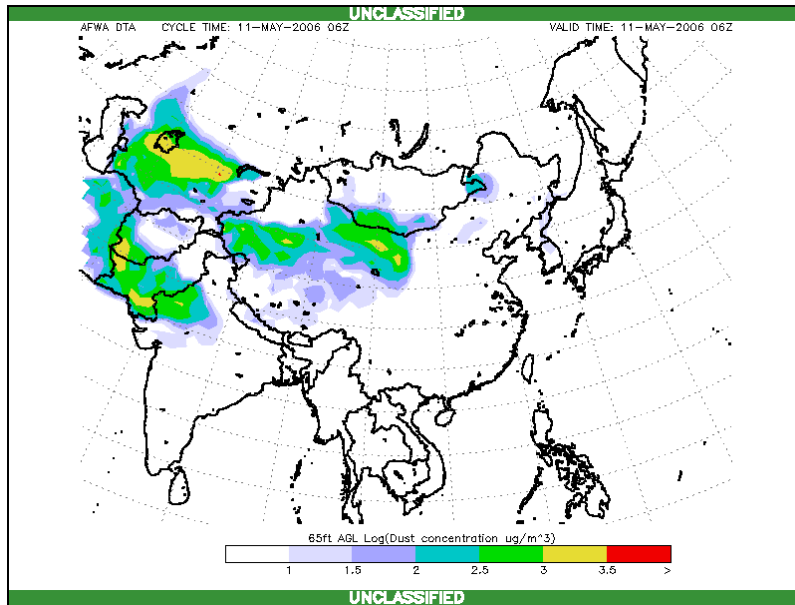 UNCLASSIFIED
AFWA DTA CYCLE TIME: 11-MAY-2006 06Z VALID TIME: 11-MAY-2006 06Z
65ft AGL Log(Dust concentration ug/m^3)
1 1.5 2 2.5 3 3.5 >
UNCLASSIFIED